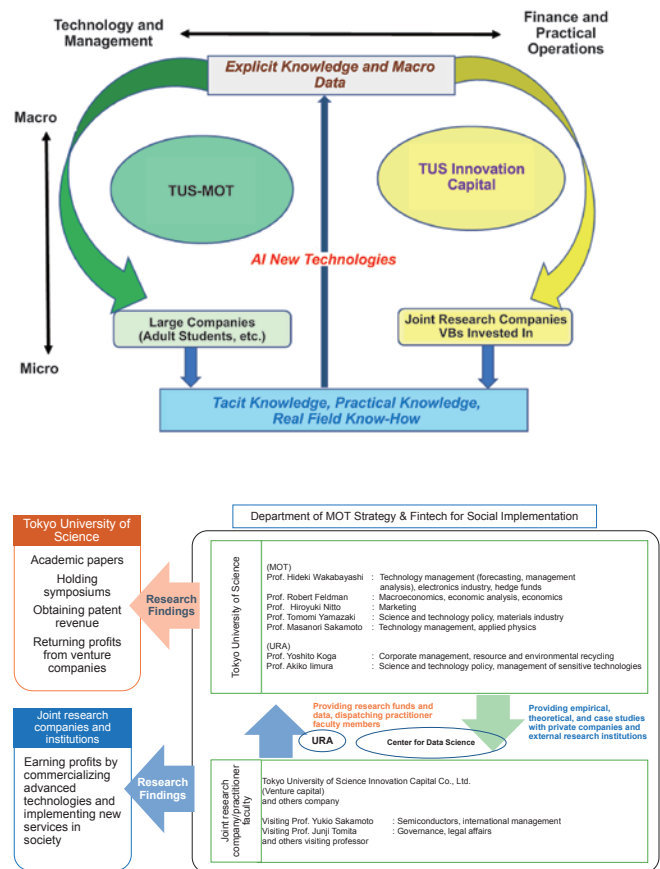 Technology and
Management
Finance and
Practical
Operations
Explicit Knowledge and Macro
Data
Macro
TUS-MOT
TUS Innovation
Capital
AI New Technologies
Large Companies
(Adult Students, etc.)
Joint Research Companies
VBs Invested In
Micro
Tacit Knowledge, Practical Knowledge,
Real Field Know-How
Department of MOT Strategy & Fintech for Social Implementation
Tokyo University of
Science
Academic papers
Holding
symposiums
Obtaining patent
revenue
Returning profits
from venture
companies
Research
Findings
Tokyo University of Science
(MOT)
Prof. Hideki Wakabayashi : Technology management (forecasting, management
analysis), electronics industry, hedge funds
Prof. Robert Feldman : Macroeconomics, economic analysis, economics
Prof. Hiroyuki Nitto : Marketing
Prof. Tomomi Yamazaki : Science and technology policy, materials industry
Prof. Masanori Sakamoto : Technology management, applied physics
(URA)
Prof. Yoshito Koga : Corporate management, resource and environmental recycling
Prof. Akiko Iimura : Science and technology policy, management of sensitive technologies
Providing research funds and
data, dispatching practitioner
faculty members
URA
Center for Data Science
Providing empirical,
theoretical, and case studies
with private companies and
external research institutions
Joint research
companies and
institutions
Earning profits by
commercializing
advanced
technologies and
implementing new
services in
society
Research
Findings
Joint research
company/practitioner
faculty
Tokyo University of Science Innovation Capital Co., Ltd.
(Venture capital)
and others company
Visiting Prof. Yukio Sakamoto : Semiconductors, international management
Visiting Prof. Junji Tomita : Governance, legal affairs
and others visiting professor